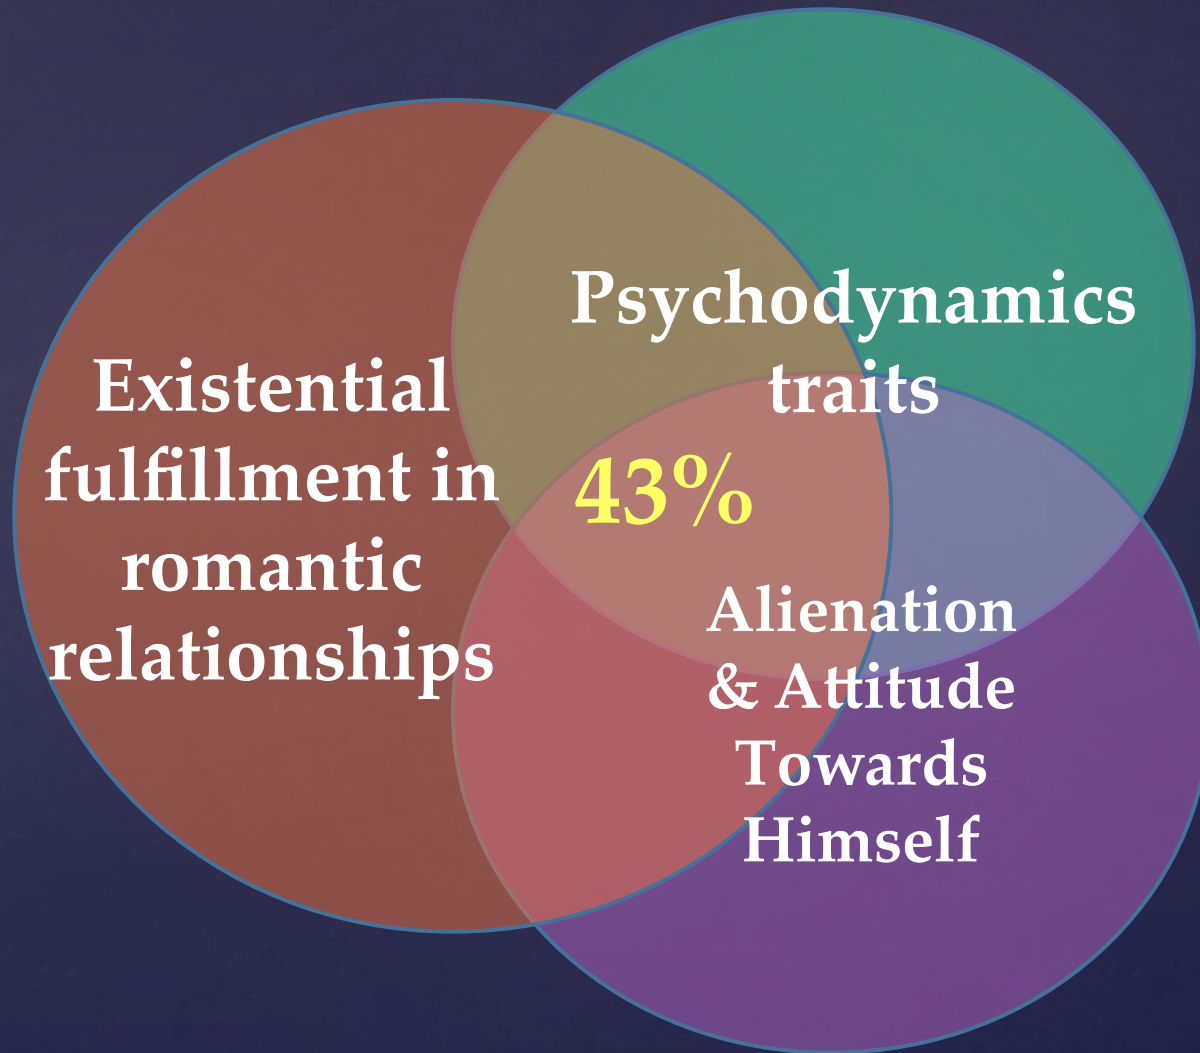 Existential
fulfillment in
romantic
relationships
Psychodynamics
traits
43%
Alienation
& Attitude
Towards
Himself